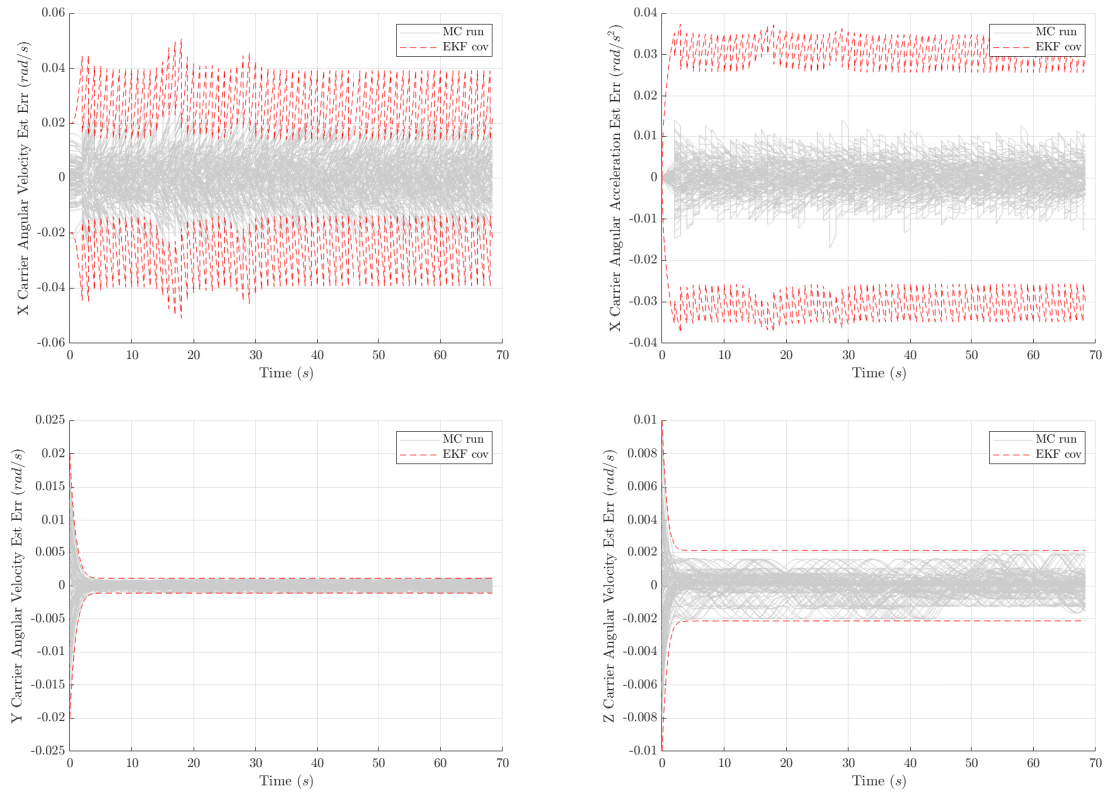 X Carrier Angular Velocity Est Err (rad/s)
0.06
0.04
0.02
0
-0.02
-0.04
-0.06
0 10 20 30 40 50 60 70
Time (s)
MC run
EKF cov
X Carrier Angular Acceleration Est Err (rad/s²)
0.04
0.03
0.02
0.01
0
-0.01
-0.02
-0.03
-0.04
0 10 20 30 40 50 60 70
Time (s)
MC run
EKF cov
Y Carrier Angular Velocity Est Err (rad/s)
0.025
0.02
0.015
0.01
0.005
0
-0.005
-0.01
-0.015
-0.02
-0.025
0 10 20 30 40 50 60 70
Time (s)
MC run
EKF cov
Z Carrier Angular Velocity Est Err (rad/s)
0.01
0.008
0.006
0.004
0.002
0
-0.002
-0.004
-0.006
-0.008
-0.01
0 10 20 30 40 50 60 70
Time (s)
MC run
EKF cov